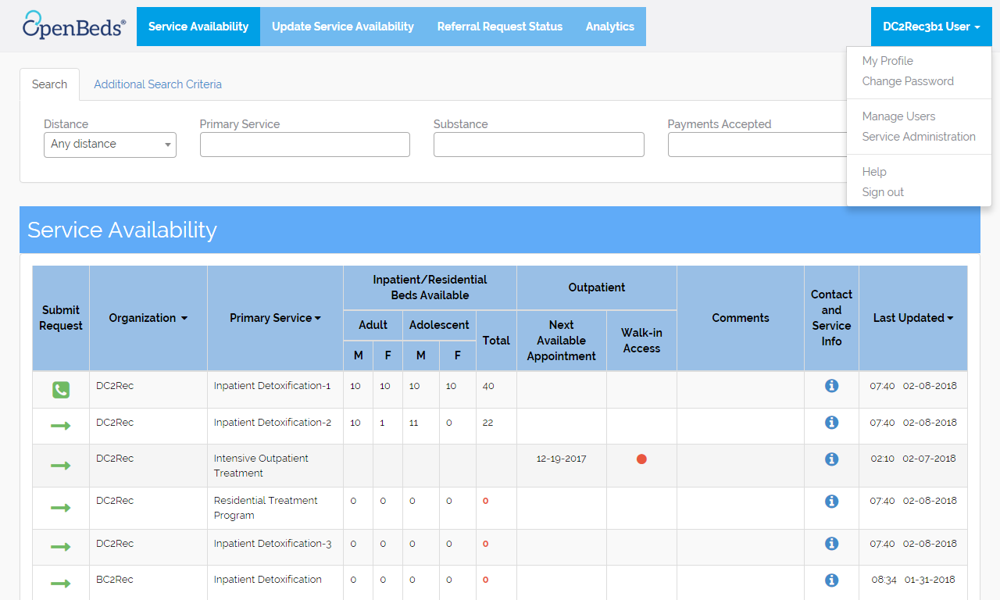 OpenBeds®
Service Availability
Update Service Availability
Referral Request Status
Analytics
DC2Rec3b1 User
My Profile
Change Password
Manage Users
Service Administration
Help
Sign out
Search
Additional Search Criteria
Distance
Primary Service
Substance
Payments Accepted
Any distance
Service Availability
Submit
Request
Organization
Primary Service
Inpatient/Residential
Beds Available
Adult
Adolescent
Total
M F M F
Outpatient
Next
Available
Appointment
Walk-in
Access
Comments
Contact
and
Service
Info
Last Updated
DC2Rec Inpatient Detoxification-1 10 10 10 10 40 07:40 02-08-2018
DC2Rec Inpatient Detoxification-2 10 1 11 0 22 07:40 02-08-2018
DC2Rec Intensive Outpatient 12-19-2017 02:10 02-07-2018
Treatment
DC2Rec Residential Treatment 0 0 0 0 0 07:40 02-08-2018
Program
DC2Rec Inpatient Detoxification-3 0 0 0 0 0 07:40 02-08-2018
BC2Rec Inpatient Detoxification 0 0 0 0 0 08:34 01-31-2018